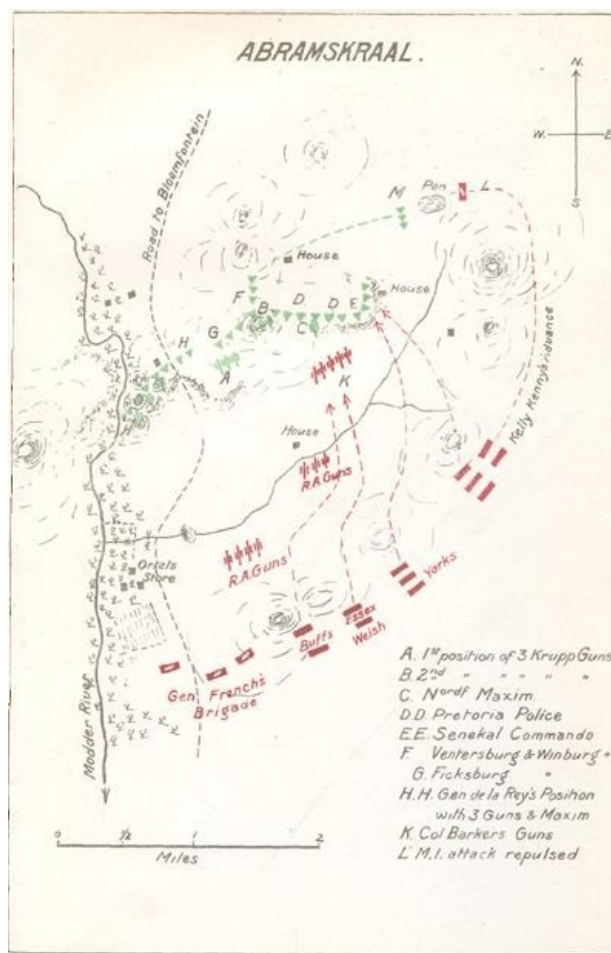 ABRAMSKRAAL.
N.
W.
E
S
Road to Bloemfontein
M
Pan
L
House
House
F
B
D
D
E
C
H
G
A
K
H
House
R.A. Guns
R.A. Guns
Kelly Kenny's advance
Ortels
Store
Yorks
Essex
Welsh
Buffs
Gen French's
Brigade
Modder River
0 ½ 1 2
Miles
A. 1st position of 3 Krupp Guns
B. 2nd " " " " "
C. Nordf Maxim
D.D. Pretoria Police
E.E. Senekal Commando
F. Ventersburg & Winburg "
G. Ficksburg "
H.H. Gen de la Rey's Position
with 3 Guns & Maxim
K. Col Barkers Guns
L. M.I. attack repulsed